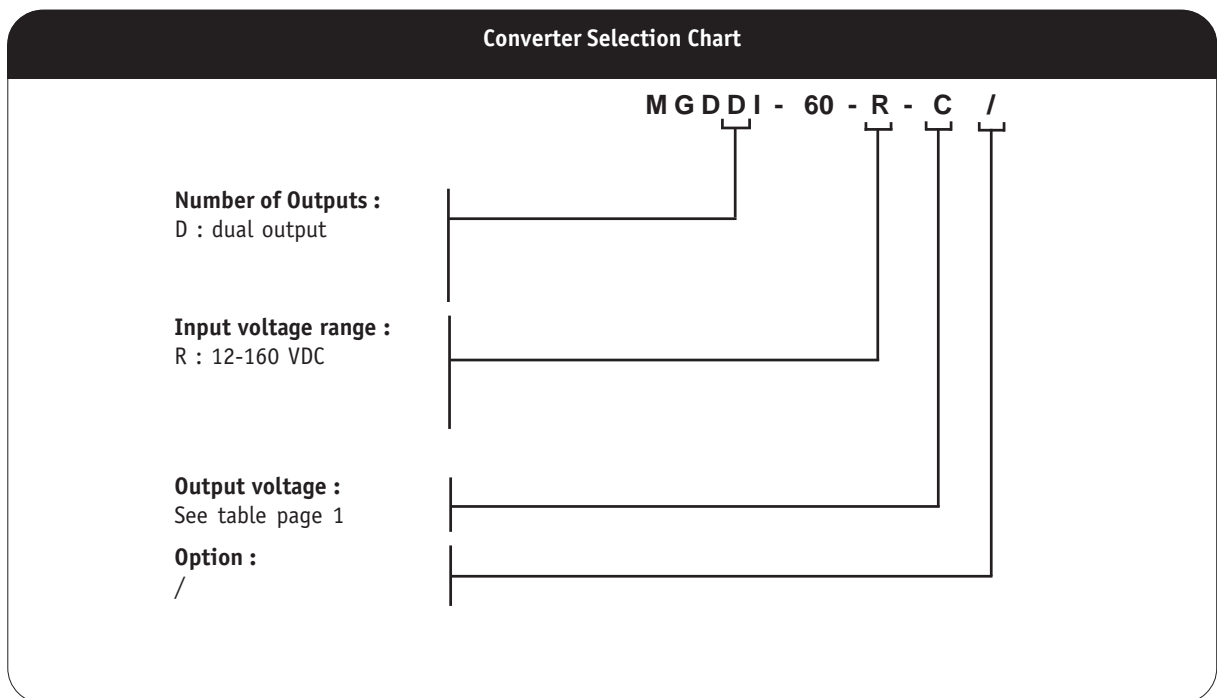 Converter Selection Chart
M G D D I - 60 - R - C /
Number of Outputs :
D : dual output
Input voltage range :
R : 12-160 VDC
Output voltage :
See table page 1
Option :
/